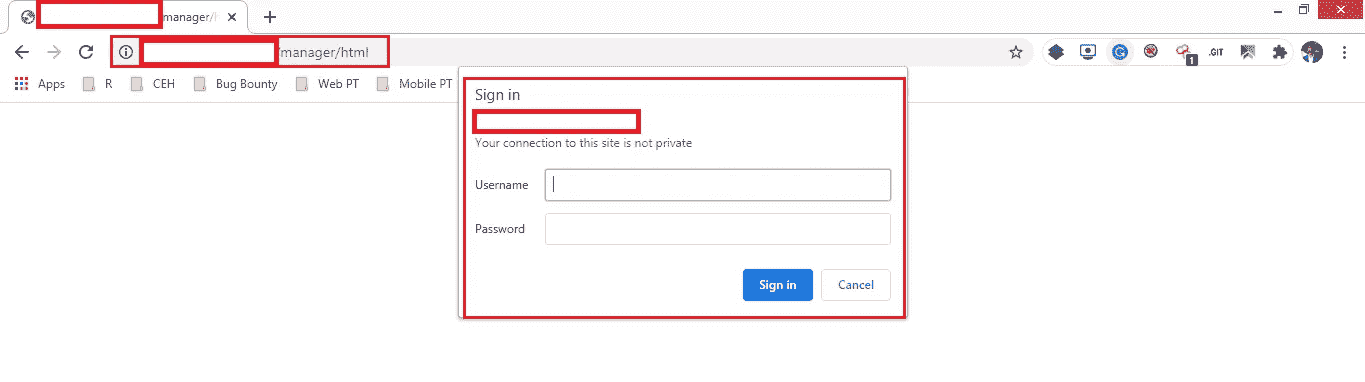 manager/
/manager/html
.GIT
1
Apps R CEH Bug Bounty Web PT Mobile PT
Sign in
Your connection to this site is not private
Username
Password
Sign in Cancel